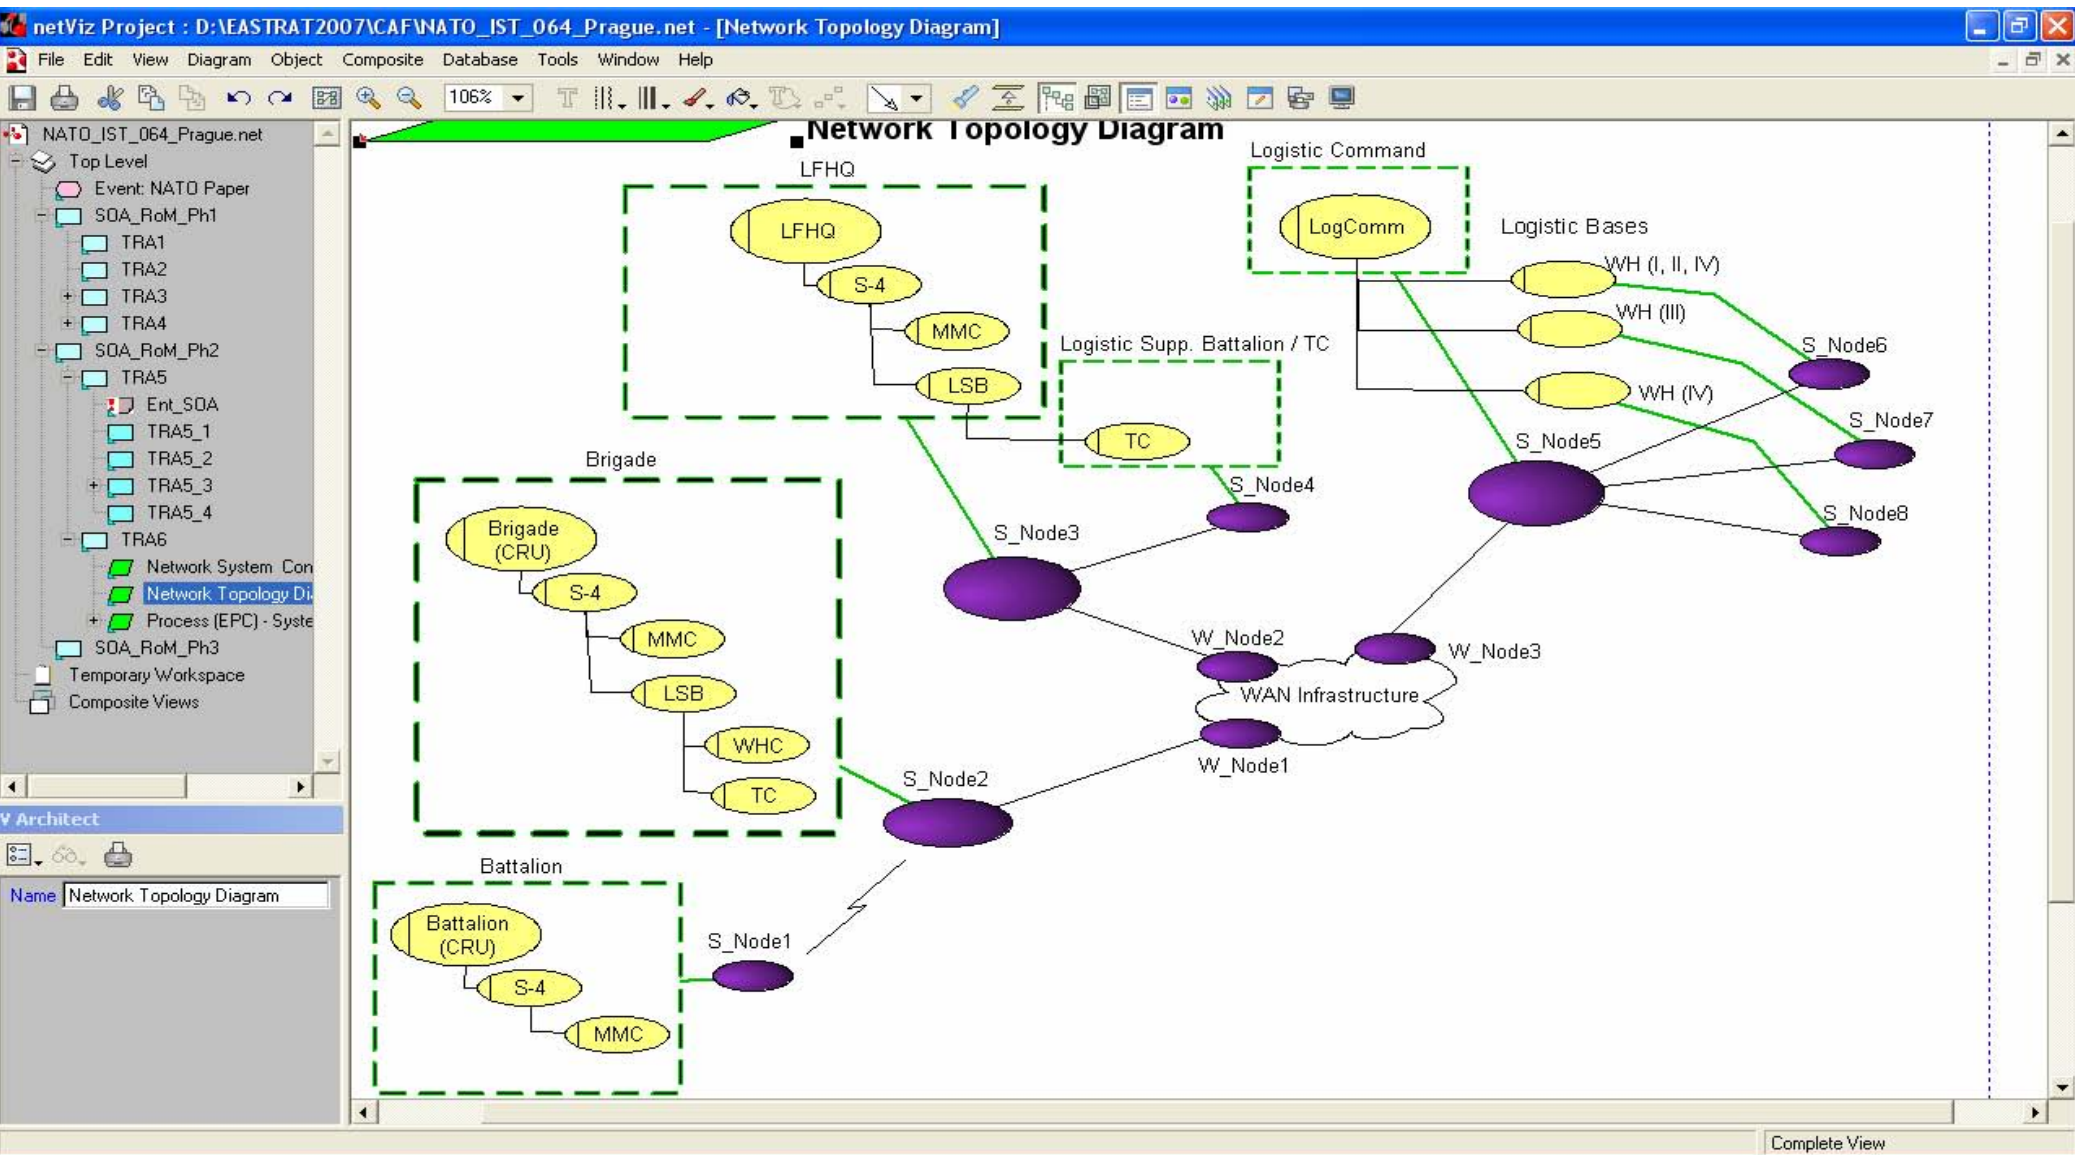 netViz Project : D:\EASTRAT2007\CAF\NATO_IST_064_Prague.net - [Network Topology Diagram]
File Edit View Diagram Object Composite Database Tools Window Help
106%
NATO_IST_064_Prague.net
Top Level
Event: NATO Paper
SOA_RoM_Ph1
TRA1
TRA2
TRA3
TRA4
SOA_RoM_Ph2
TRA5
Ent_SOA
TRA5_1
TRA5_2
TRA5_3
TRA5_4
TRA6
Network System Con
Network Topology Di
Process (EPC) - Syste
SOA_RoM_Ph3
Temporary Workspace
Composite Views
Architect
Name Network Topology Diagram
Network Topology Diagram
LFHQ
LFHQ
S-4
MMC
LSB
Logistic Command
LogComm
Logistic Bases
WH (I, II, IV)
WH (III)
WH (IV)
Logistic Supp. Battalion / TC
TC
S_Node6
S_Node7
S_Node5
S_Node8
S_Node4
S_Node3
Brigade
Brigade
(CRU)
S-4
MMC
LSB
WHC
TC
W_Node2
W_Node3
WAN Infrastructure
W_Node1
S_Node2
Battalion
Battalion
(CRU)
S-4
MMC
S_Node1
Complete View